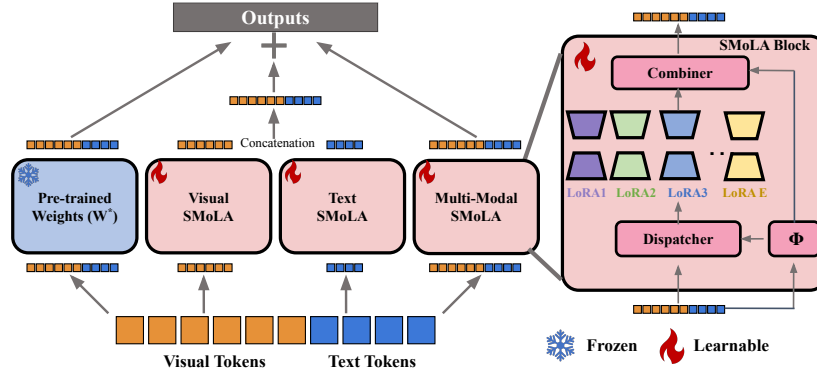 Outputs
SMoLA Block
Combiner
Concatenation
Pre-trained
Weights (W*)
Visual
SMoLA
Text
SMoLA
Multi-Modal
SMoLA
LoRA1
LoRA2
LoRA3
LoRA E
Dispatcher
Φ
Visual Tokens
Text Tokens
Frozen
Learnable